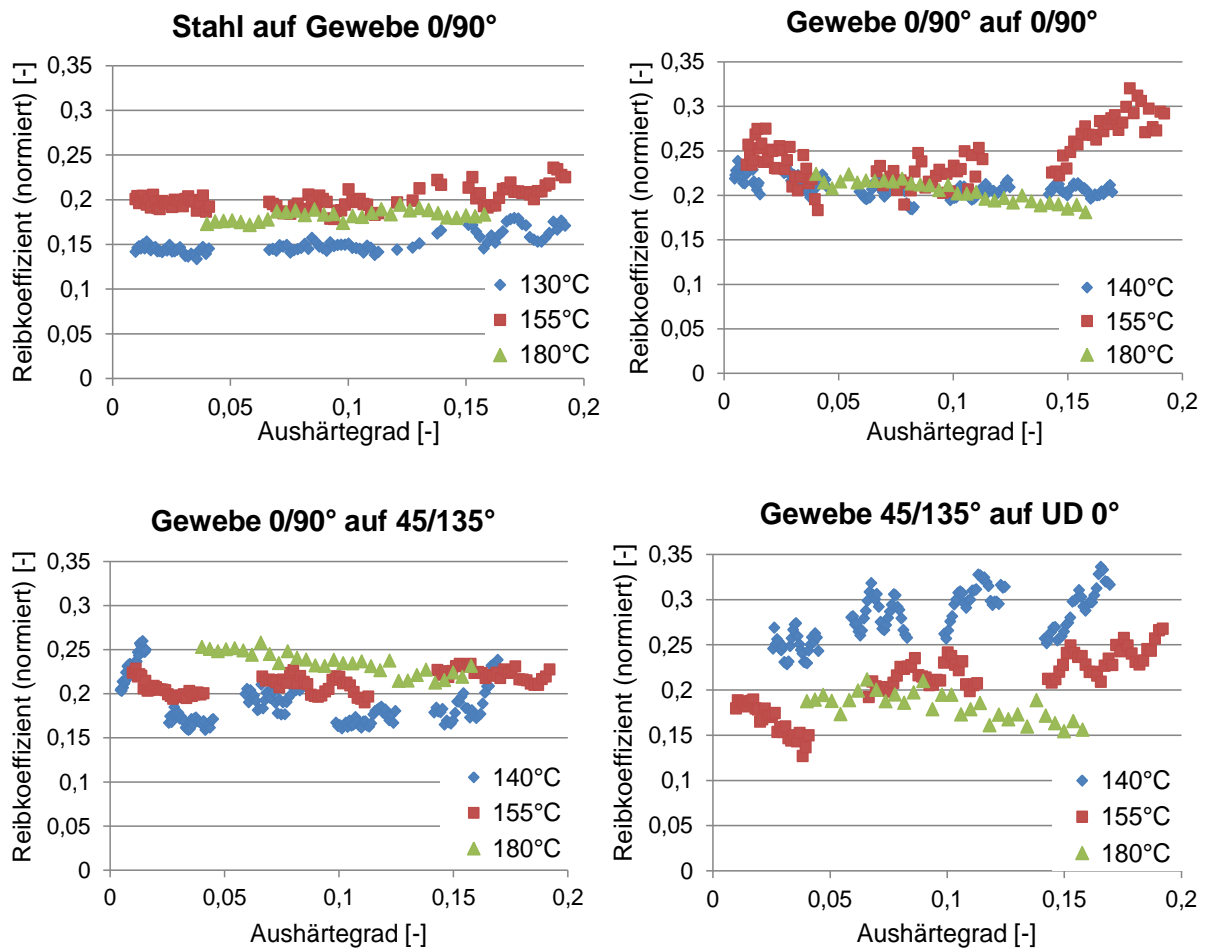 Stahl auf Gewebe 0/90°
Reibkoeffizient (normiert) [-]
0,35
0,3
0,25
0,2
0,15
0,1
0,05
0
0
0,05
0,1
0,15
0,2
Aushärtegrad [-]
130°C
155°C
180°C
Gewebe 0/90° auf 0/90°
Reibkoeffizient (normiert) [-]
0,35
0,3
0,25
0,2
0,15
0,1
0,05
0
0
0,05
0,1
0,15
0,2
Aushärtegrad [-]
140°C
155°C
180°C
Gewebe 0/90° auf 45/135°
Reibkoeffizient (normiert) [-]
0,35
0,3
0,25
0,2
0,15
0,1
0,05
0
0
0,05
0,1
0,15
0,2
Aushärtegrad [-]
140°C
155°C
180°C
Gewebe 45/135° auf UD 0°
Reibkoeffizient (normiert) [-]
0,35
0,3
0,25
0,2
0,15
0,1
0,05
0
0
0,05
0,1
0,15
0,2
Aushärtegrad [-]
140°C
155°C
180°C